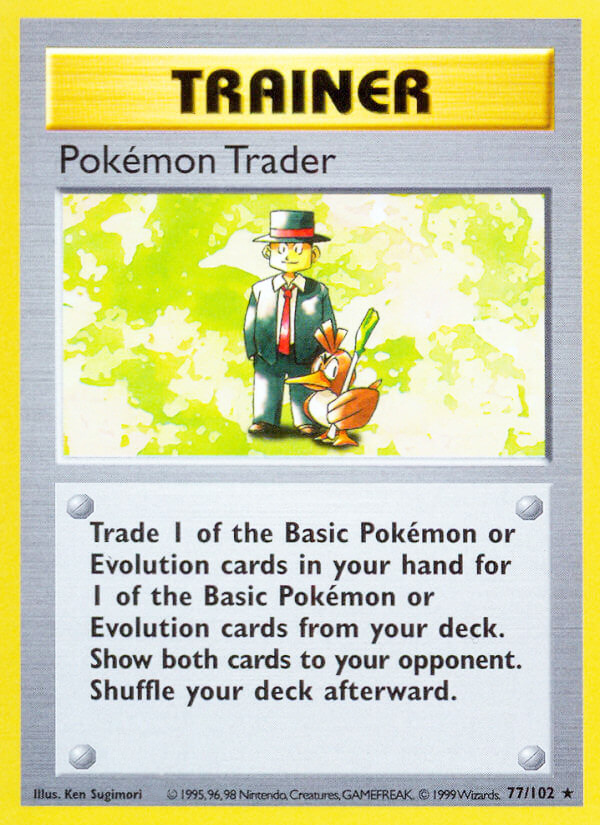 TRAINER
Pokémon Trader
Trade 1 of the Basic Pokémon or
Evolution cards in your hand for
1 of the Basic Pokémon or
Evolution cards from your deck.
Show both cards to your opponent.
Shuffle your deck afterward.
Illus. Ken Sugimori © 1995, 96, 98 Nintendo, Creatures, GAMEFREAK. © 1999 Wizards. 77/102 ★